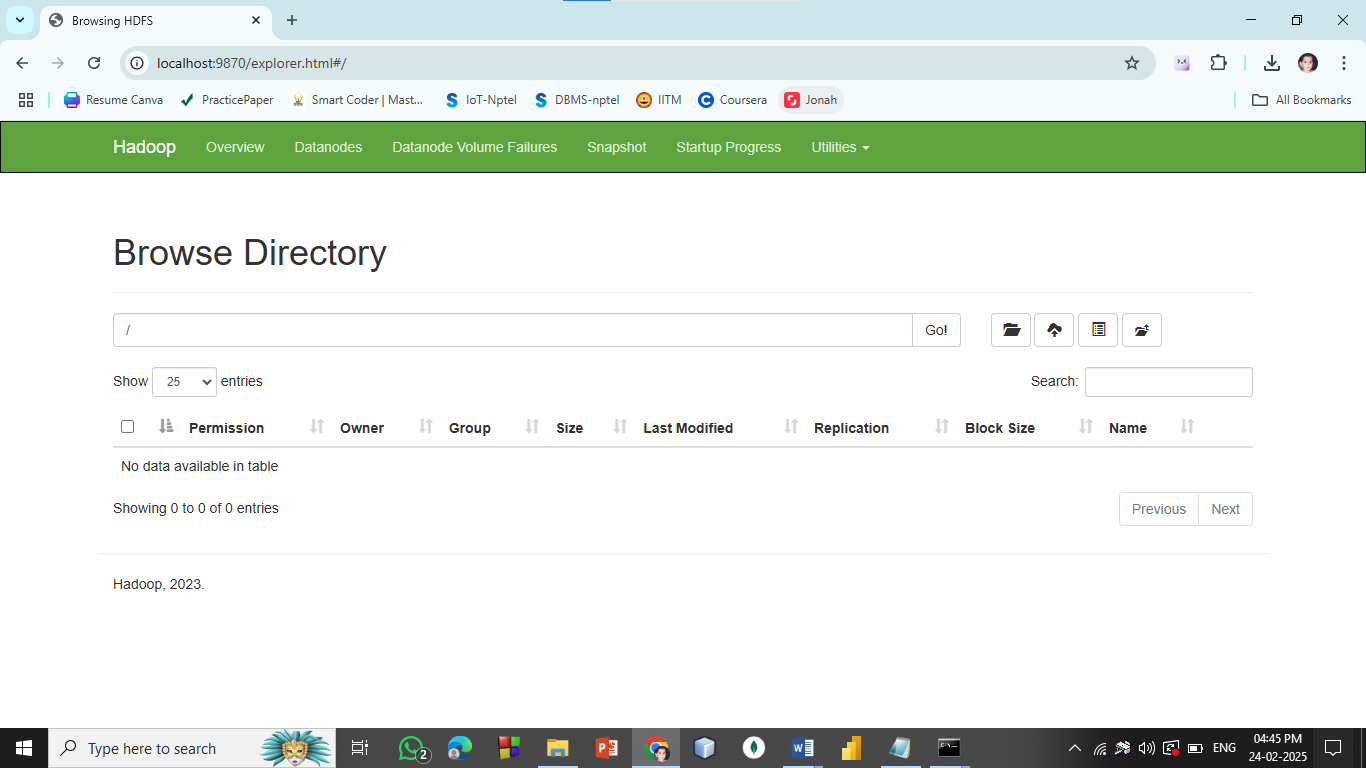 Browsing HDFS
localhost:9870/explorer.html#/
Resume Canva PracticePaper Smart Coder | Mast... IoT-Nptel DBMS-nptel IITM Coursera Jonah All Bookmarks
Hadoop Overview Datanodes Datanode Volume Failures Snapshot Startup Progress Utilities
Browse Directory
/ Go!
Show 25 entries Search:
Permission Owner Group Size Last Modified Replication Block Size Name
No data available in table
Showing 0 to 0 of 0 entries Previous Next
Hadoop, 2023.
Type here to search 2 ENG 04:45 PM
24-02-2025